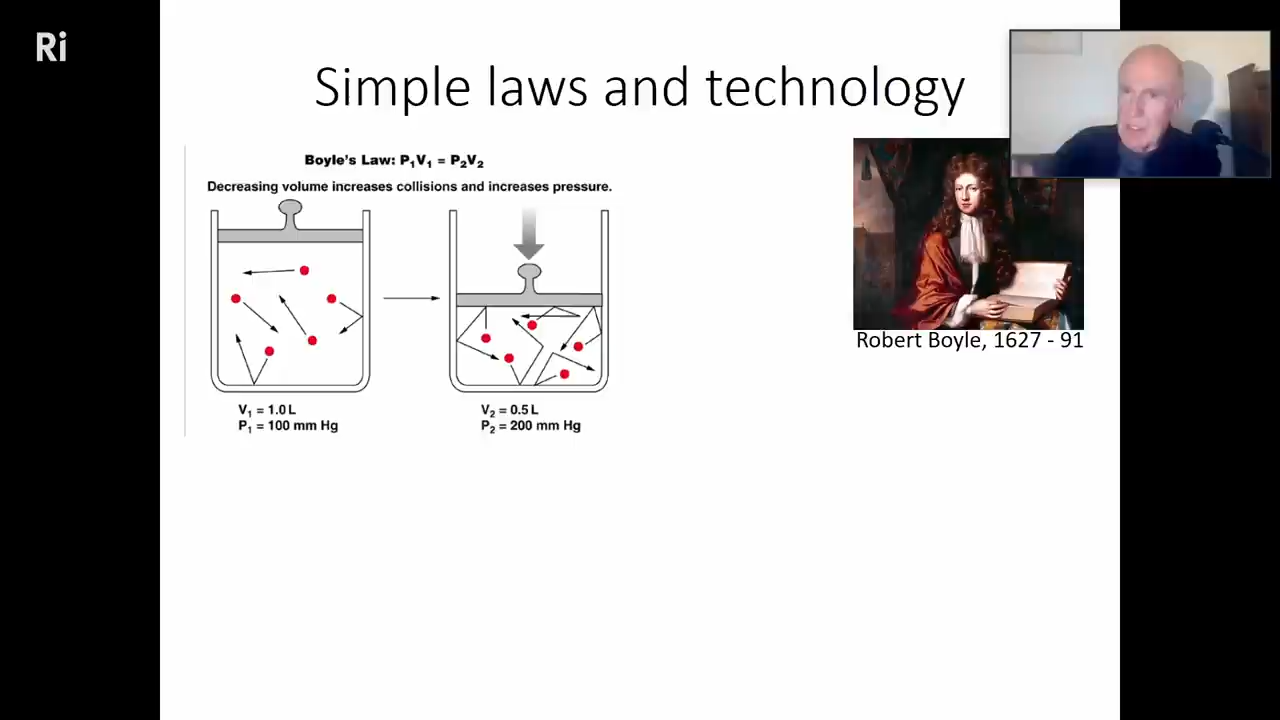 Ri
Simple laws and technology
Boyle's Law: P₁V₁ = P₂V₂
Decreasing volume increases collisions and increases pressure.
V₁ = 1.0 L
P₁ = 100 mm Hg
V₂ = 0.5 L
P₂ = 200 mm Hg
Robert Boyle, 1627 - 91